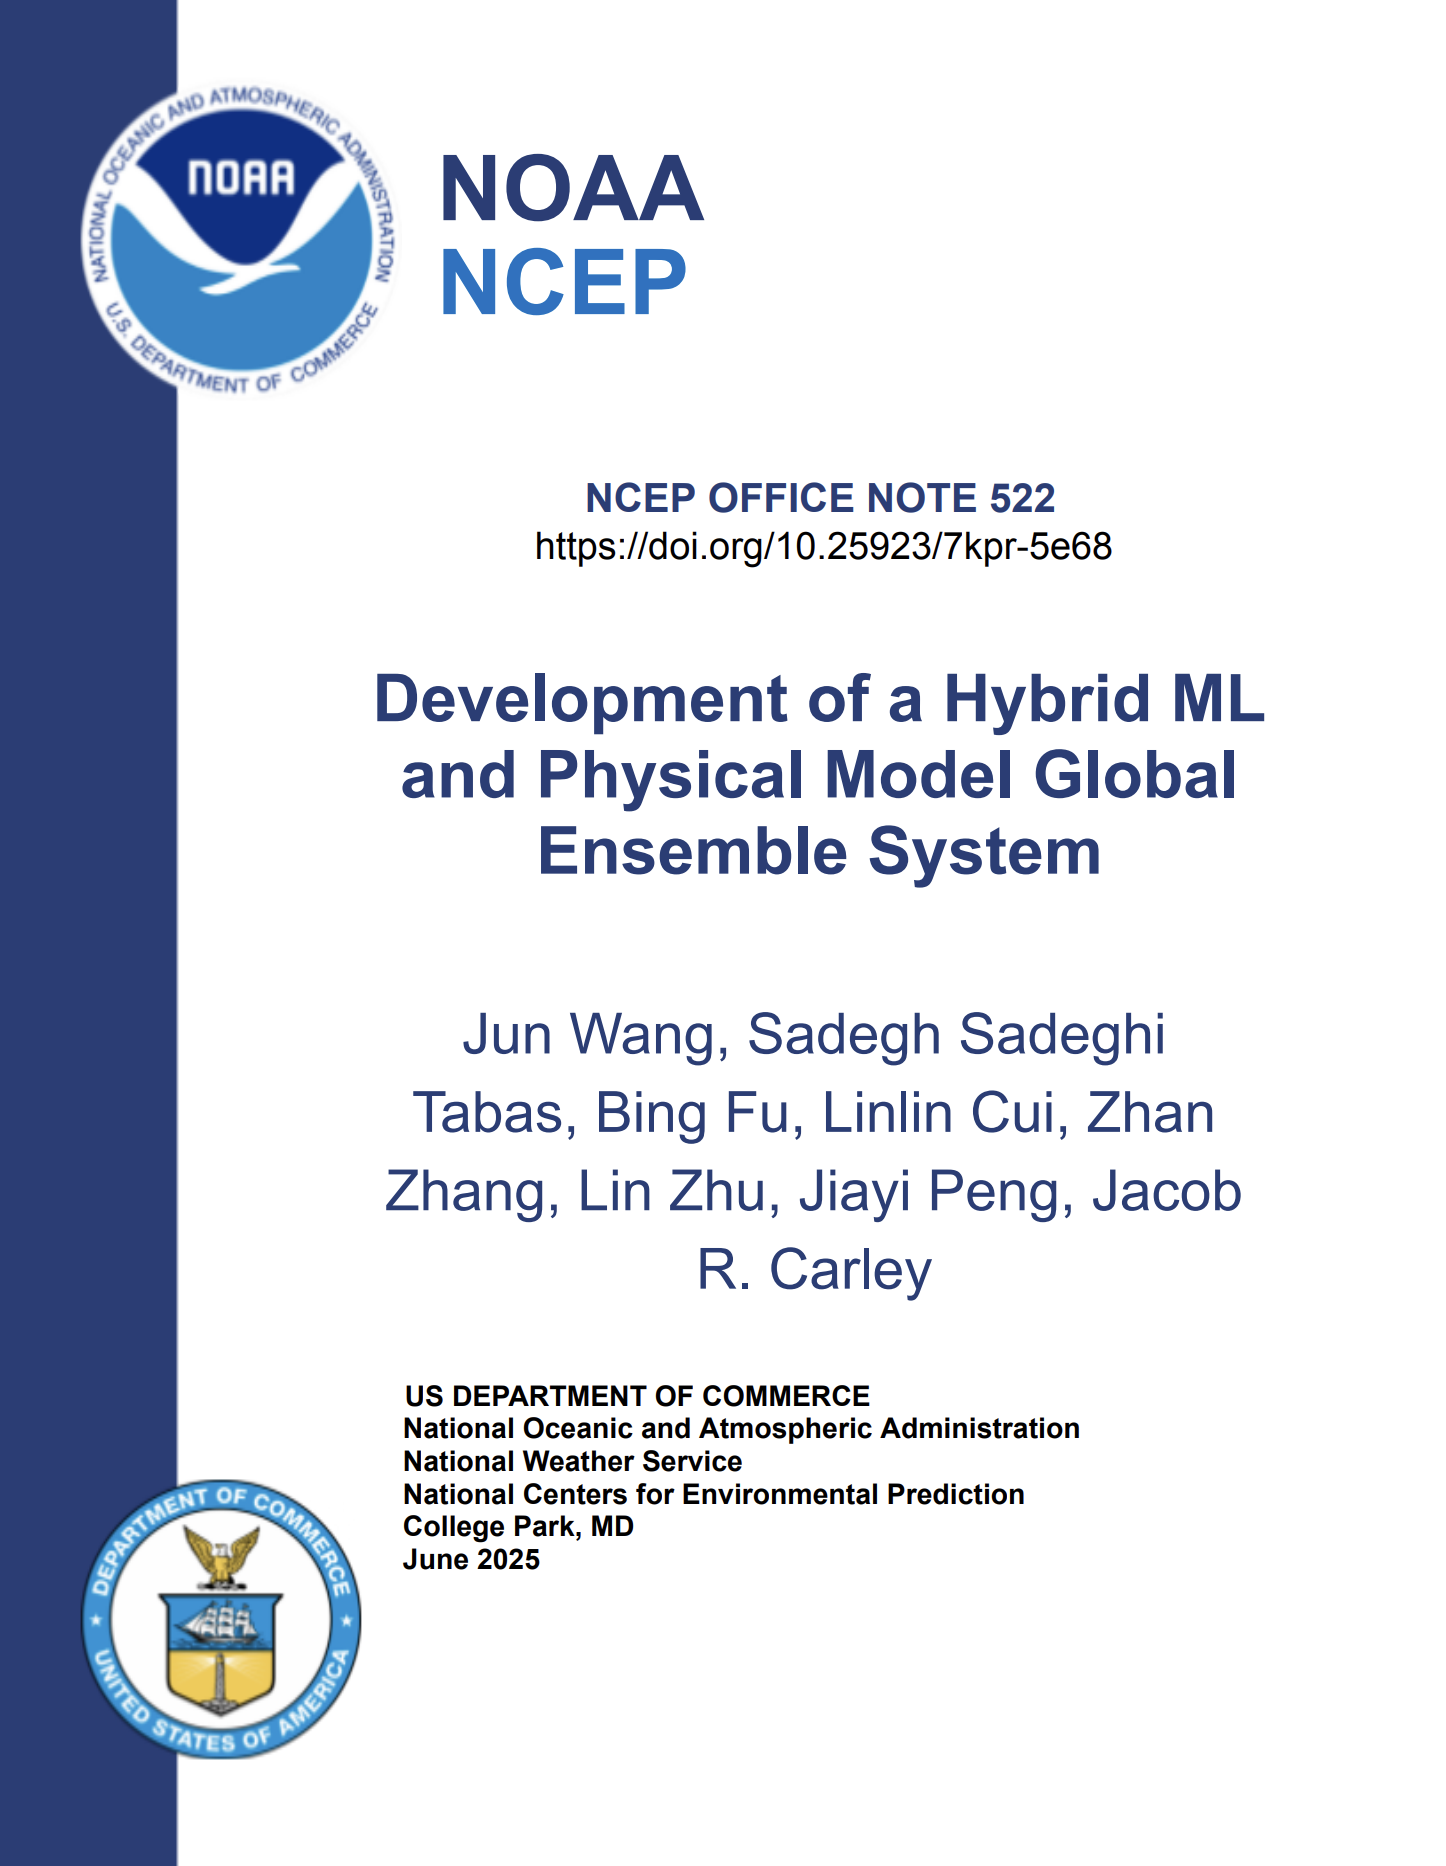 NATIONAL OCEANIC AND ATMOSPHERIC ADMINISTRATION
U.S. DEPARTMENT OF COMMERCE
NOAA
NOAA
NCEP
NCEP OFFICE NOTE 522
https://doi.org/10.25923/7kpr-5e68
Development of a Hybrid ML
and Physical Model Global
Ensemble System
Jun Wang, Sadegh Sadeghi
Tabas, Bing Fu, Linlin Cui, Zhan
Zhang, Lin Zhu, Jiayi Peng, Jacob
R. Carley
US DEPARTMENT OF COMMERCE
National Oceanic and Atmospheric Administration
National Weather Service
National Centers for Environmental Prediction
College Park, MD
June 2025
DEPARTMENT OF COMMERCE
UNITED STATES OF AMERICA